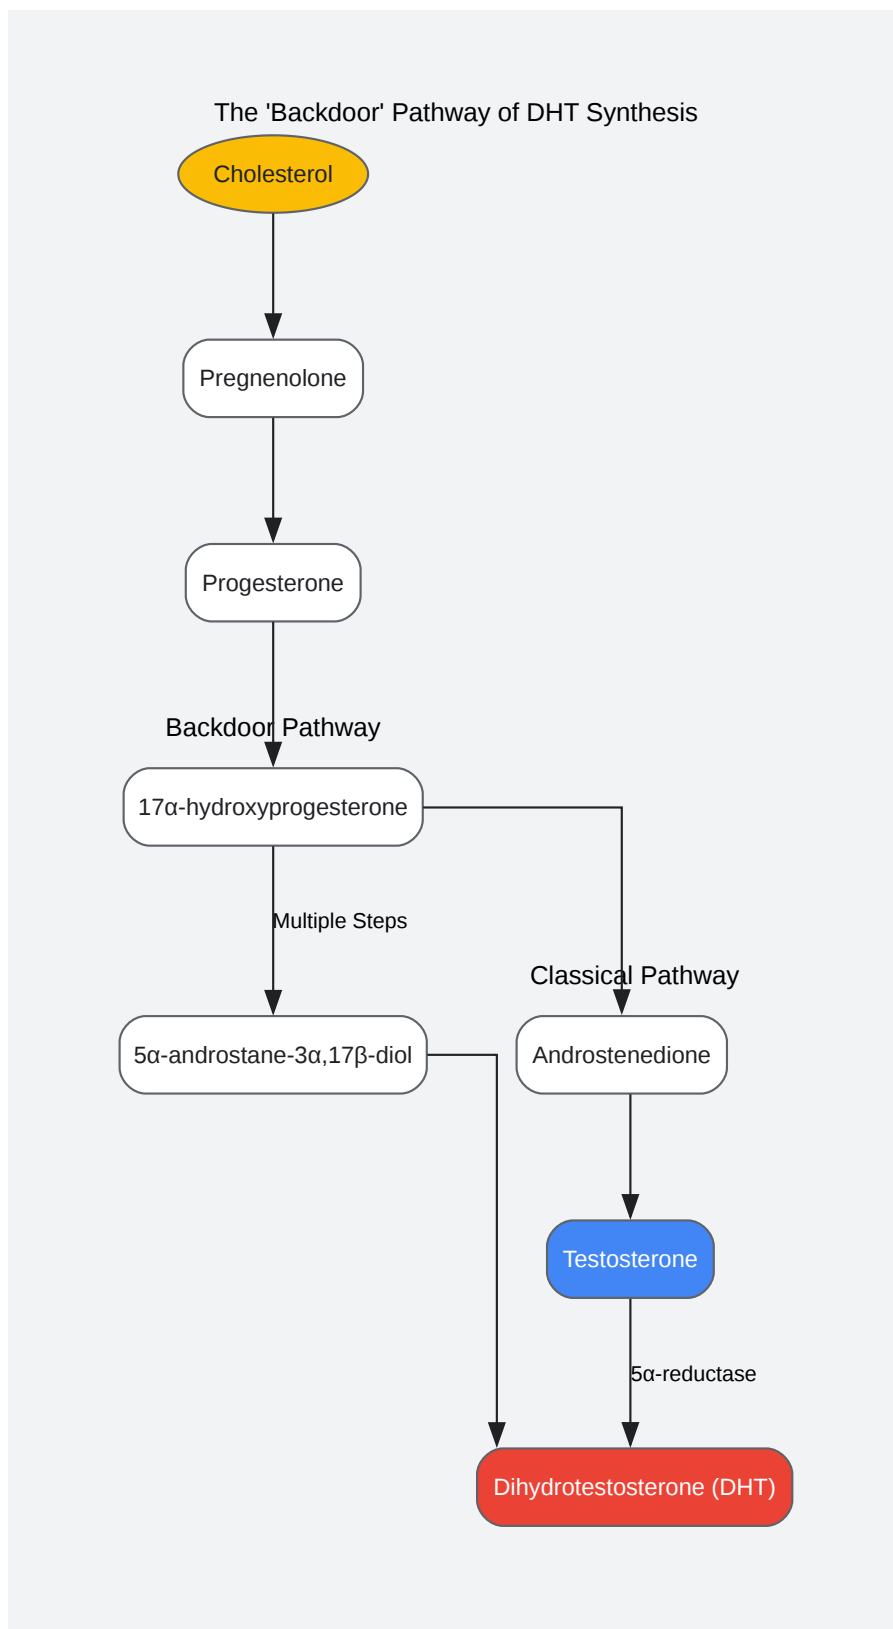 The 'Backdoor' Pathway of DHT Synthesis
Cholesterol
Pregnenolone
Progesterone
Backdoor Pathway
17α-hydroxyprogesterone
Multiple Steps
Classical Pathway
5α-androstane-3α,17β-diol
Androstenedione
Testosterone
5α-reductase
Dihydrotestosterone (DHT)